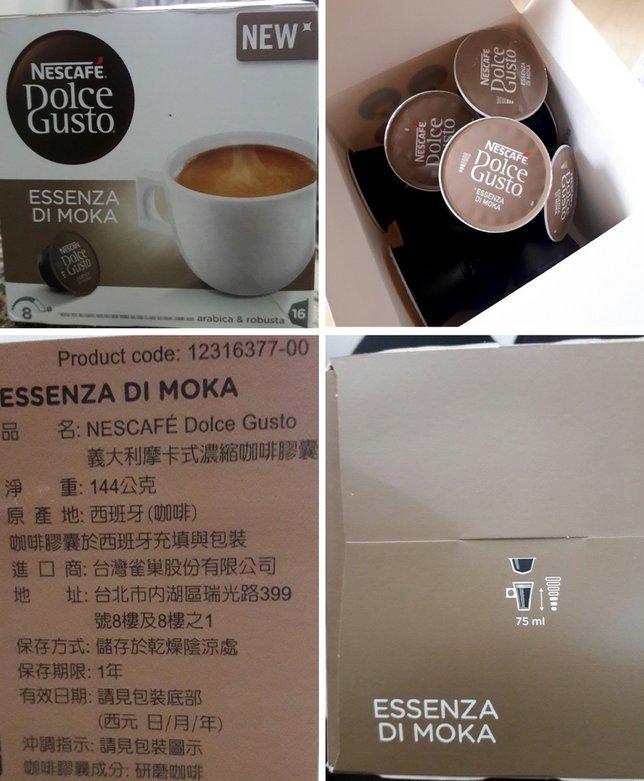 NEW
NESCAFÉ
Dolce
Gusto
ESSENZA
DI MOKA
NESCAFÉ
Dolce
Gusto
8
arabica & robusta
16
NESCAFÉ
Dolce
Gusto
ESSENZA
DI MOKA
NESCAFÉ
Dolce
Gusto
NESCAFÉ
Dolce
Gusto
ESSENZA
DI MOKA
Product code: 12316377-00
ESSENZA DI MOKA
品 名: NESCAFÉ Dolce Gusto
義大利摩卡式濃縮咖啡膠囊
淨 重: 144公克
原 產 地: 西班牙(咖啡)
咖啡膠囊於西班牙充填與包裝
進 口 商: 台灣雀巢股份有限公司
地 址: 台北市內湖區瑞光路399
號8樓及8樓之1
保存方式: 儲存於乾燥陰涼處
保存期限: 1年
有效日期: 請見包裝底部
(西元 日/月/年)
沖調指示: 請見包裝圖示
咖啡膠囊成分: 研磨咖啡
75 ml
ESSENZA
DI MOKA